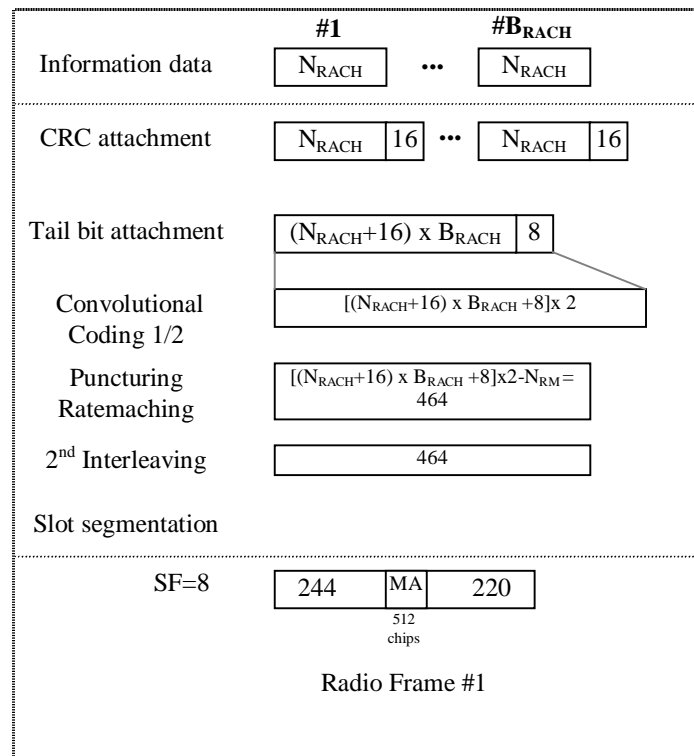 #1 #B_RACH
Information data N_RACH ••• N_RACH
CRC attachment N_RACH 16 ••• N_RACH 16
Tail bit attachment (N_RACH+16) x B_RACH 8
Convolutional
Coding 1/2
[(N_RACH+16) x B_RACH +8]x 2
Puncturing
Ratemaching
[(N_RACH+16) x B_RACH +8]x2-N_RM =
464
2nd Interleaving 464
Slot segmentation
SF=8 244 MA 220
512
chips
Radio Frame #1